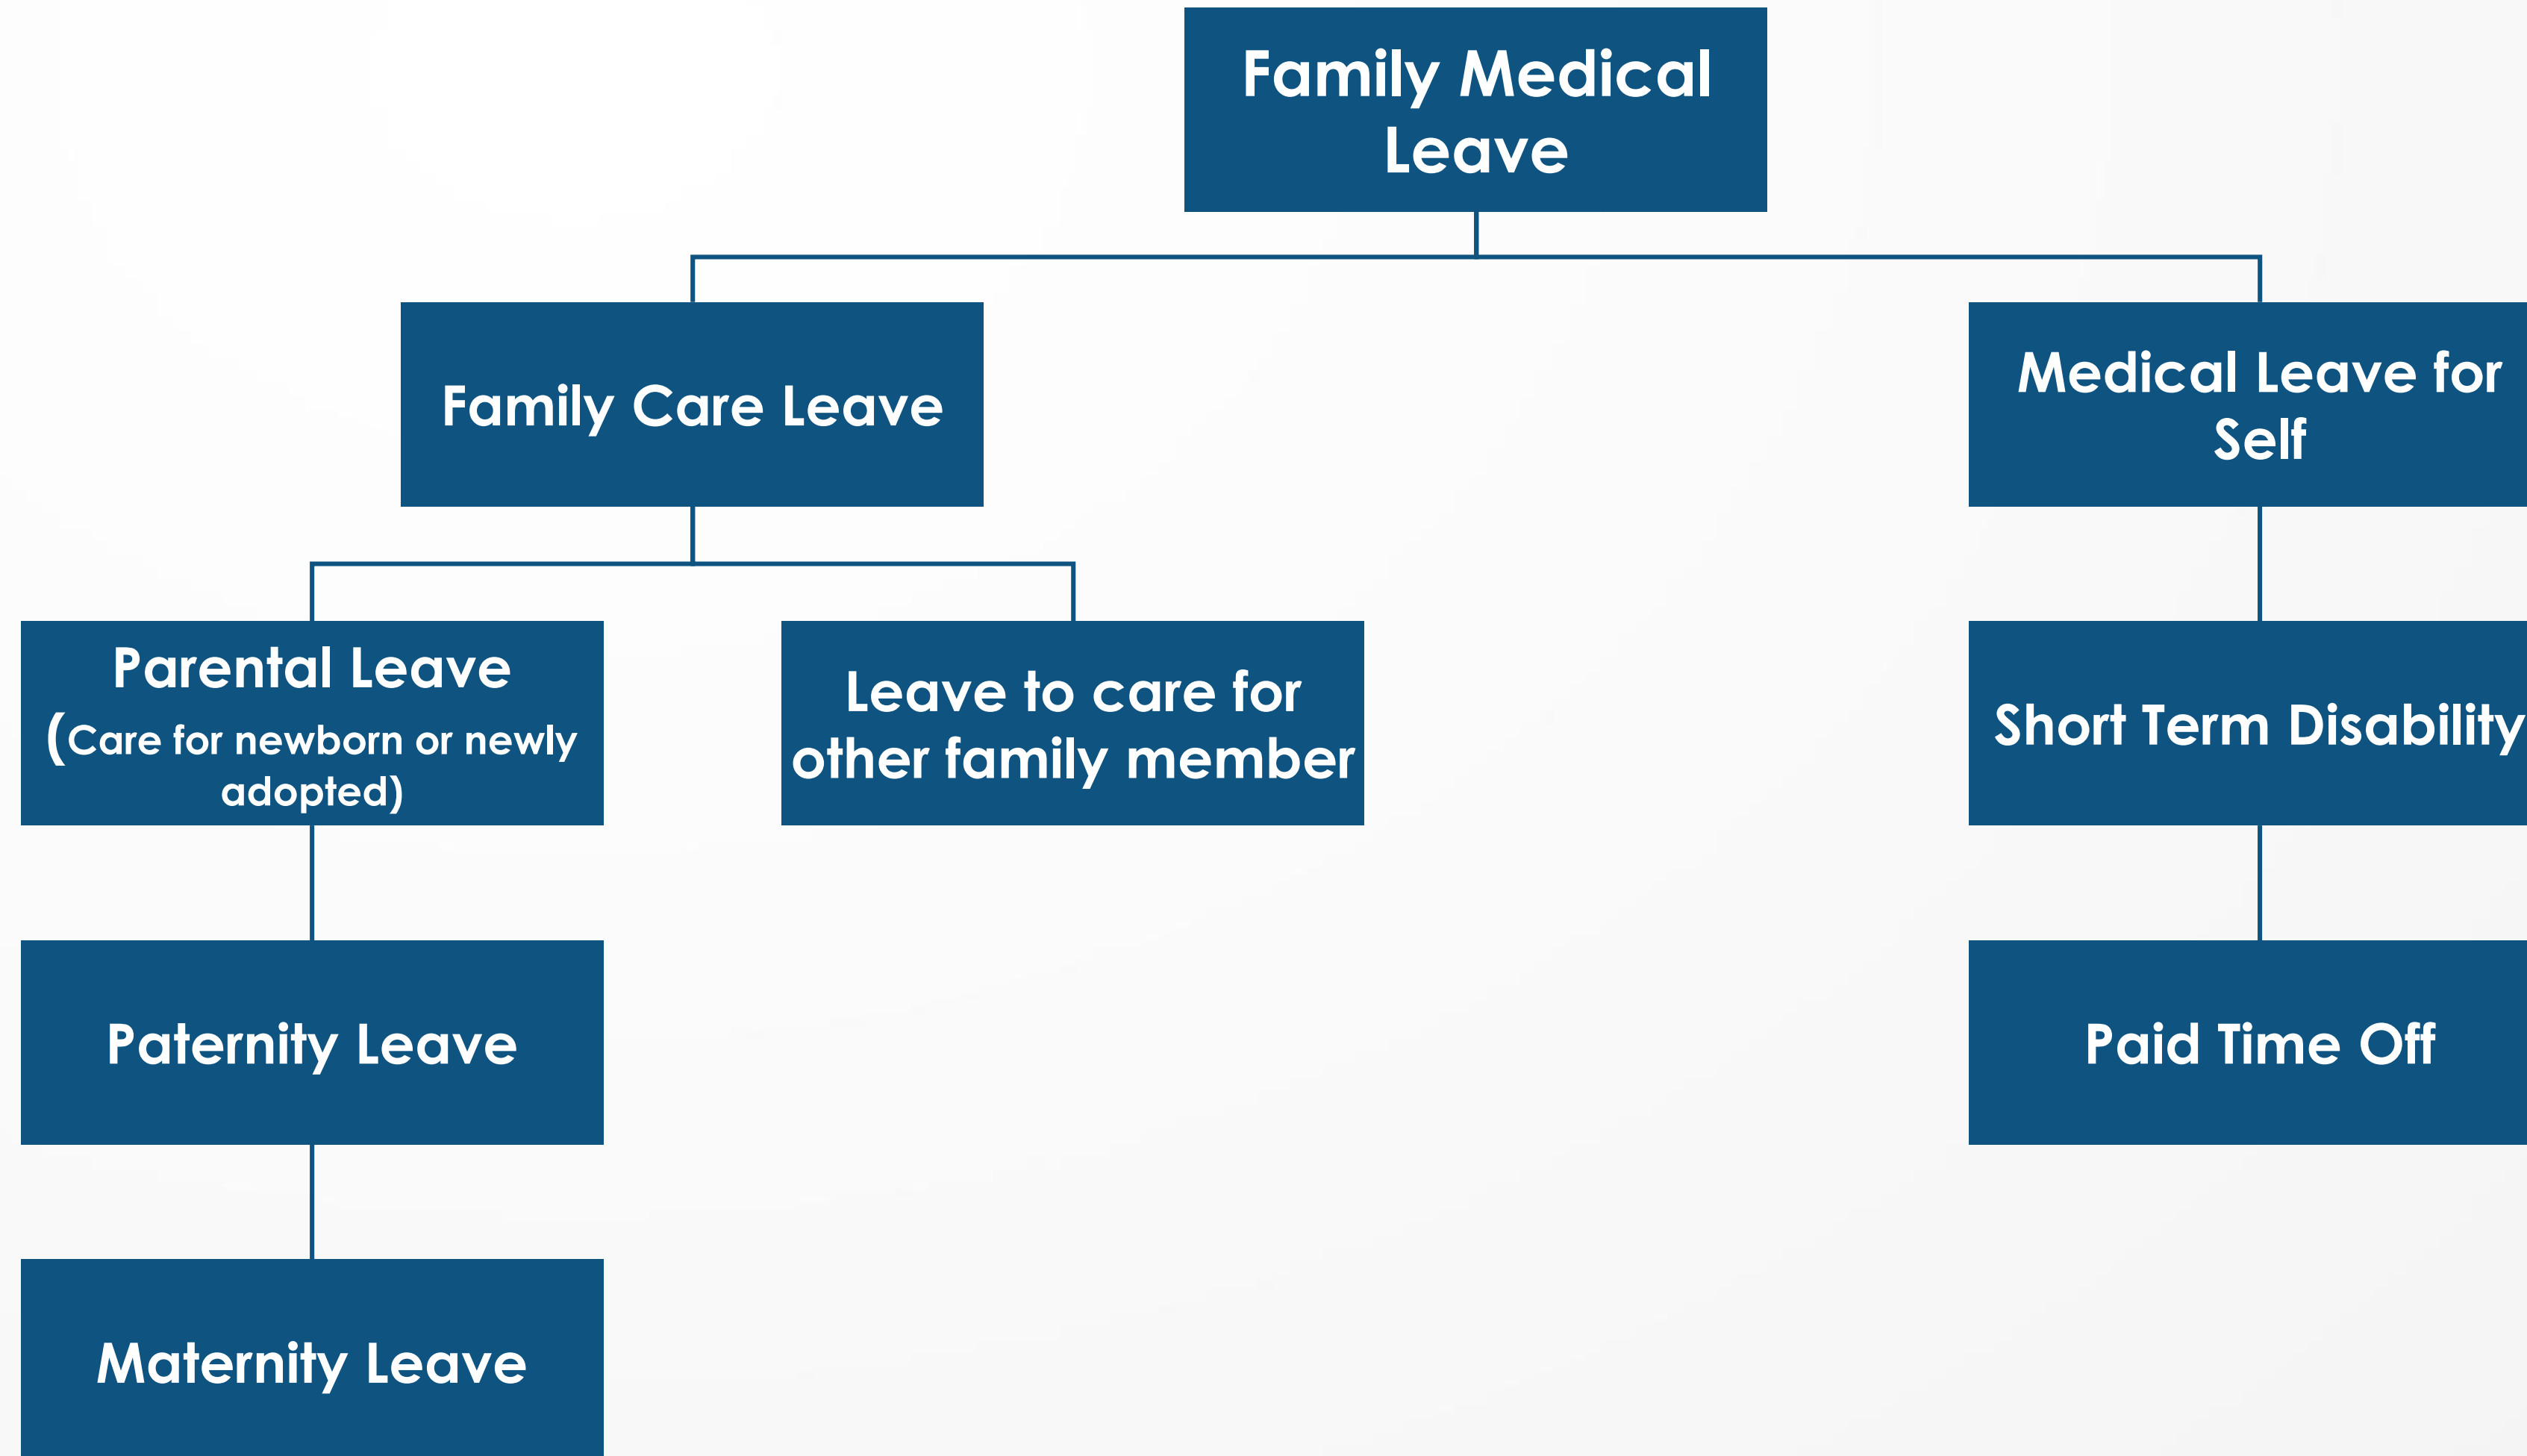 Family Medical
Leave
Family Care Leave
Medical Leave for
Self
Parental Leave
(Care for newborn or newly
adopted)
Leave to care for
other family member
Short Term Disability
Paternity Leave
Paid Time Off
Maternity Leave